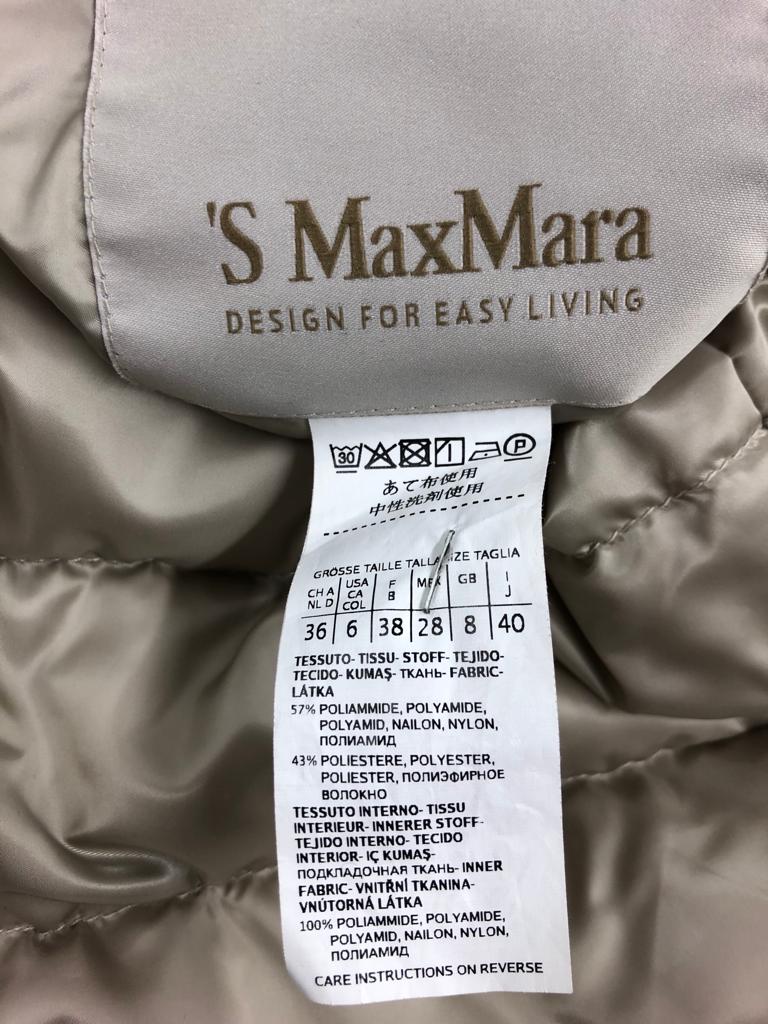 'S MaxMara
DESIGN FOR EASY LIVING
30 P
あて布使用
中性洗剤使用
GRÖSSE TAILLE TALLA SIZE TAGLIA
CH A NL D USA CA COL F B MEX GB I J
36 6 38 28 8 40
TESSUTO- TISSU- STOFF- TEJIDO-
TECIDO- KUMAŞ- ТКАНЬ- FABRIC-
LÁTKA
57% POLIAMMIDE, POLYAMIDE,
POLYAMID, NAILON, NYLON,
ПОЛИАМИД
43% POLIESTERE, POLYESTER,
POLIESTER, ПОЛИЭФИРНОЕ
ВОЛОКНО
TESSUTO INTERNO- TISSU
INTERIEUR- INNERER STOFF-
TEJIDO INTERNO- TECIDO
INTERIOR- IÇ KUMAŞ-
ПОДКЛАДОЧНАЯ ТКАНЬ- INNER
FABRIC- VNITŘNÍ TKANINA-
VNÚTORNÁ LÁTKA
100% POLIAMMIDE, POLYAMIDE,
POLYAMID, NAILON, NYLON,
ПОЛИАМИД
CARE INSTRUCTIONS ON REVERSE